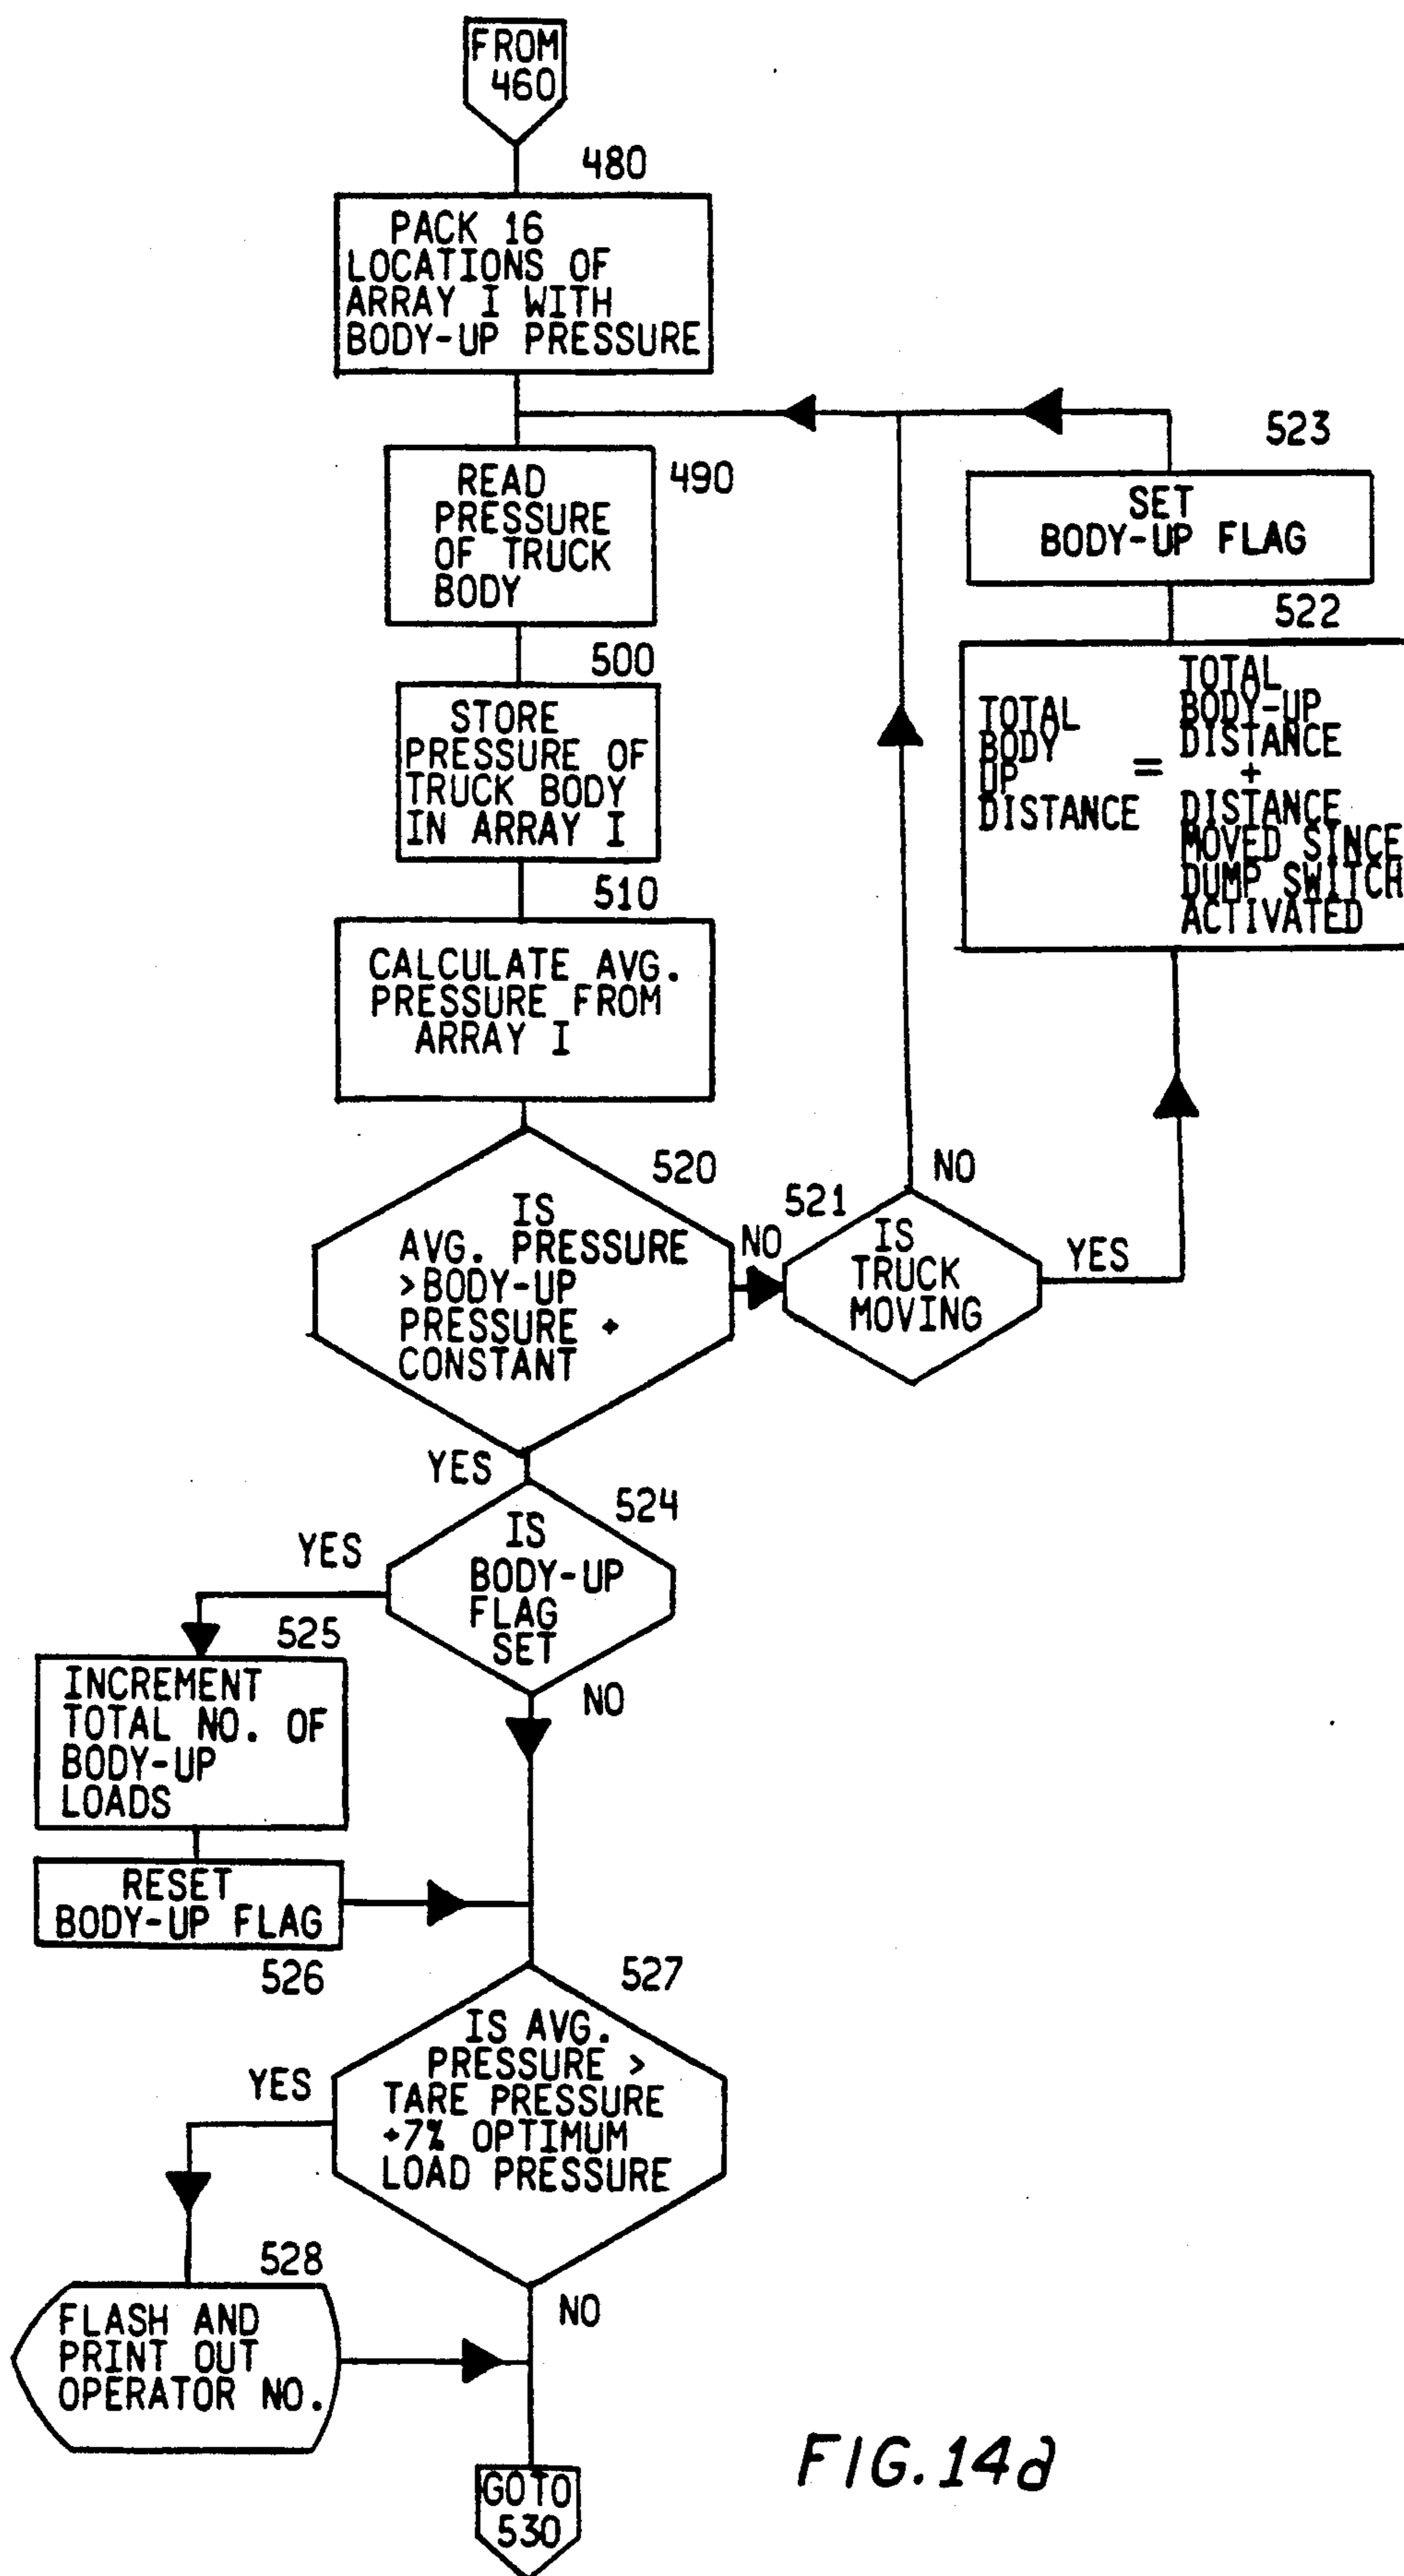 FROM
460
480
PACK 16
LOCATIONS OF
ARRAY I WITH
BODY-UP PRESSURE
READ
PRESSURE
OF TRUCK
BODY
490
523
SET
BODY-UP FLAG
522
TOTAL
BODY
UP
DISTANCE
=
TOTAL
BODY-UP
DISTANCE
+
DISTANCE
MOVED SINCE
DUMP SWITCH
ACTIVATED
500
STORE
PRESSURE OF
TRUCK BODY
IN ARRAY I
510
CALCULATE AVG.
PRESSURE FROM
ARRAY I
520
IS
AVG. PRESSURE
>BODY-UP
PRESSURE +
CONSTANT
NO
521
IS
TRUCK
MOVING
NO
YES
YES
524
IS
BODY-UP
FLAG
SET
YES
NO
525
INCREMENT
TOTAL NO. OF
BODY-UP
LOADS
RESET
BODY-UP FLAG
526
527
IS AVG.
PRESSURE >
TARE PRESSURE
+7% OPTIMUM
LOAD PRESSURE
YES
NO
528
FLASH AND
PRINT OUT
OPERATOR NO.
GO TO
530
FIG.14d